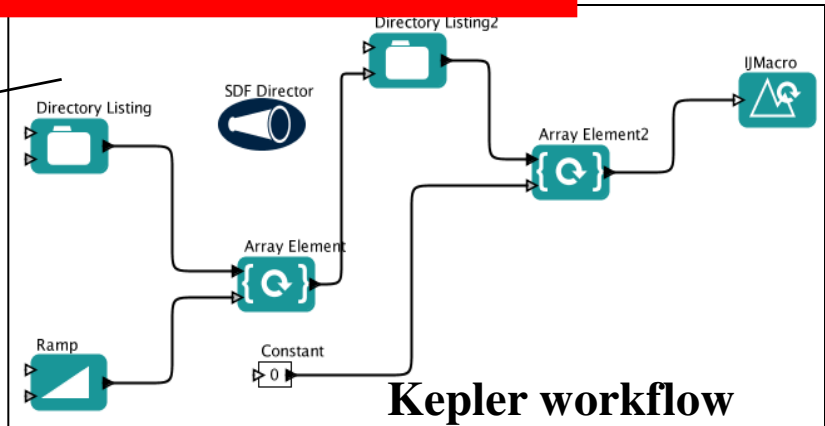 Directory Listing2
IJMacro
SDF Director
Directory Listing
Array Element2
Array Element
Ramp
Constant
0
Kepler workflow